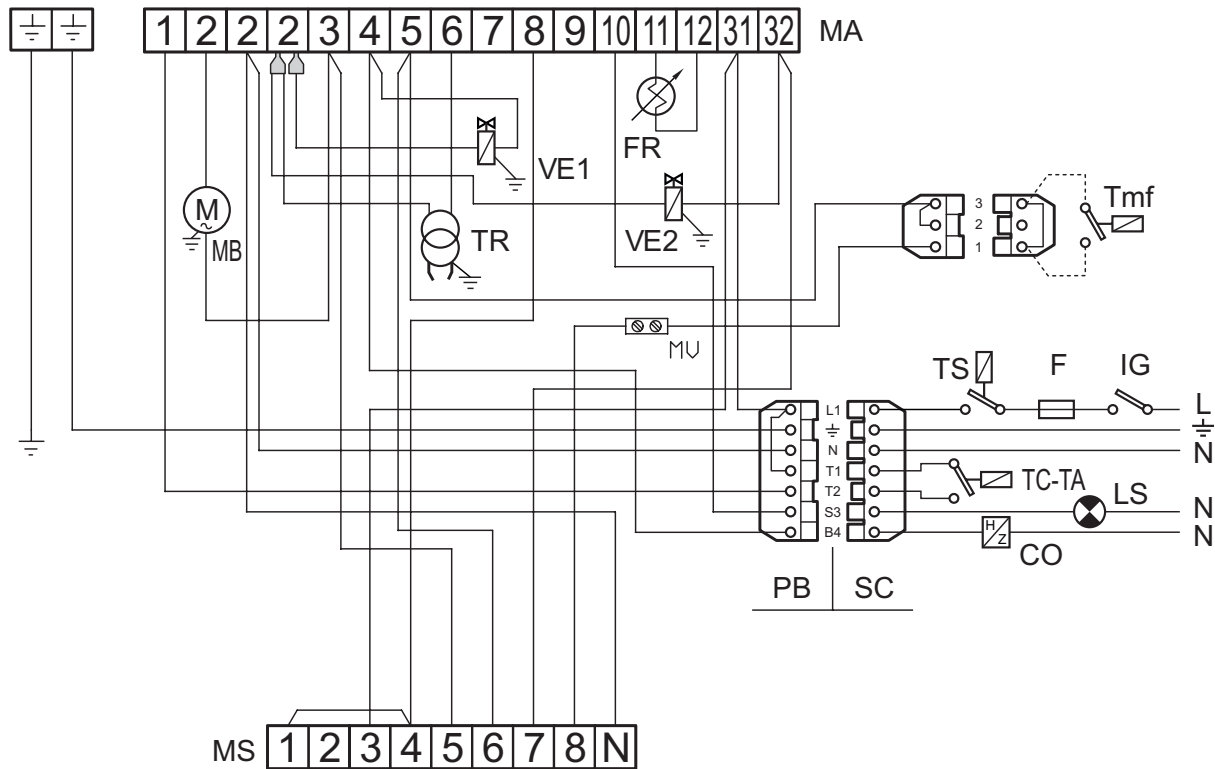 1 2 2 2 3 4 5 6 7 8 9 10 11 12 31 32 MA
VE1
FR
VE2
M
~
MB
TR
3
2
1
Tmf
MV
TS F IG
L1 L
N N
T1
T2
TC-TA
S3 LS N
B4 H
Z CO N
PB SC
MS 1 2 3 4 5 6 7 8 N